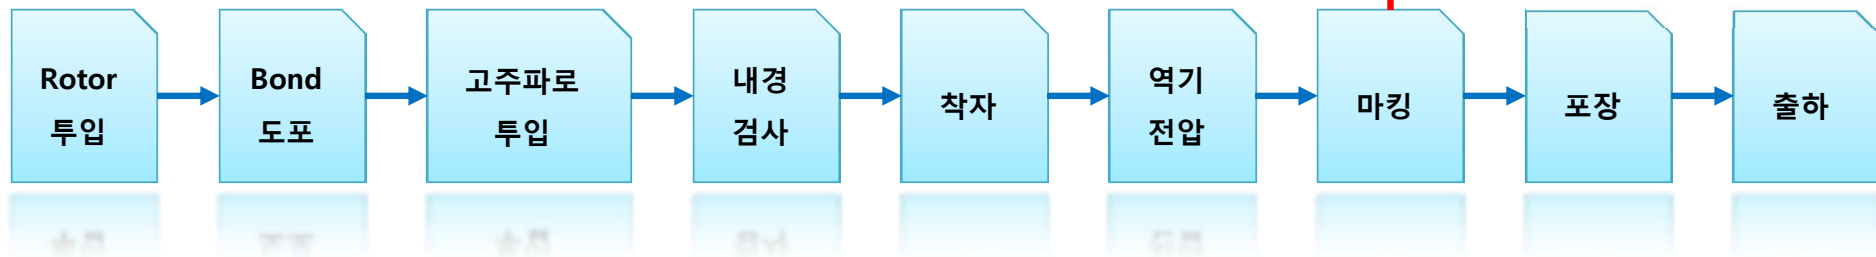 Rotor
투입
Bond
도포
고주파로
투입
내경
검사
착자
역기
전압
마킹
포장
출하